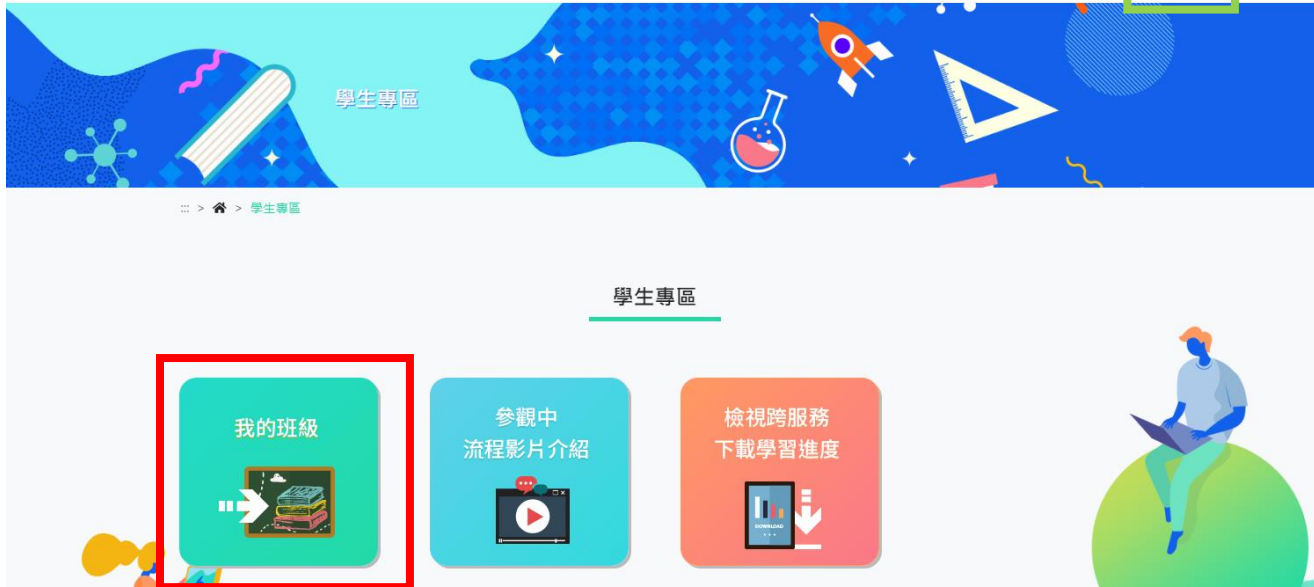 學生專區
::: > > 學生專區
學生專區
我的班級
參觀中
流程影片介紹
檢視跨服務
下載學習進度
DOWNLOAD